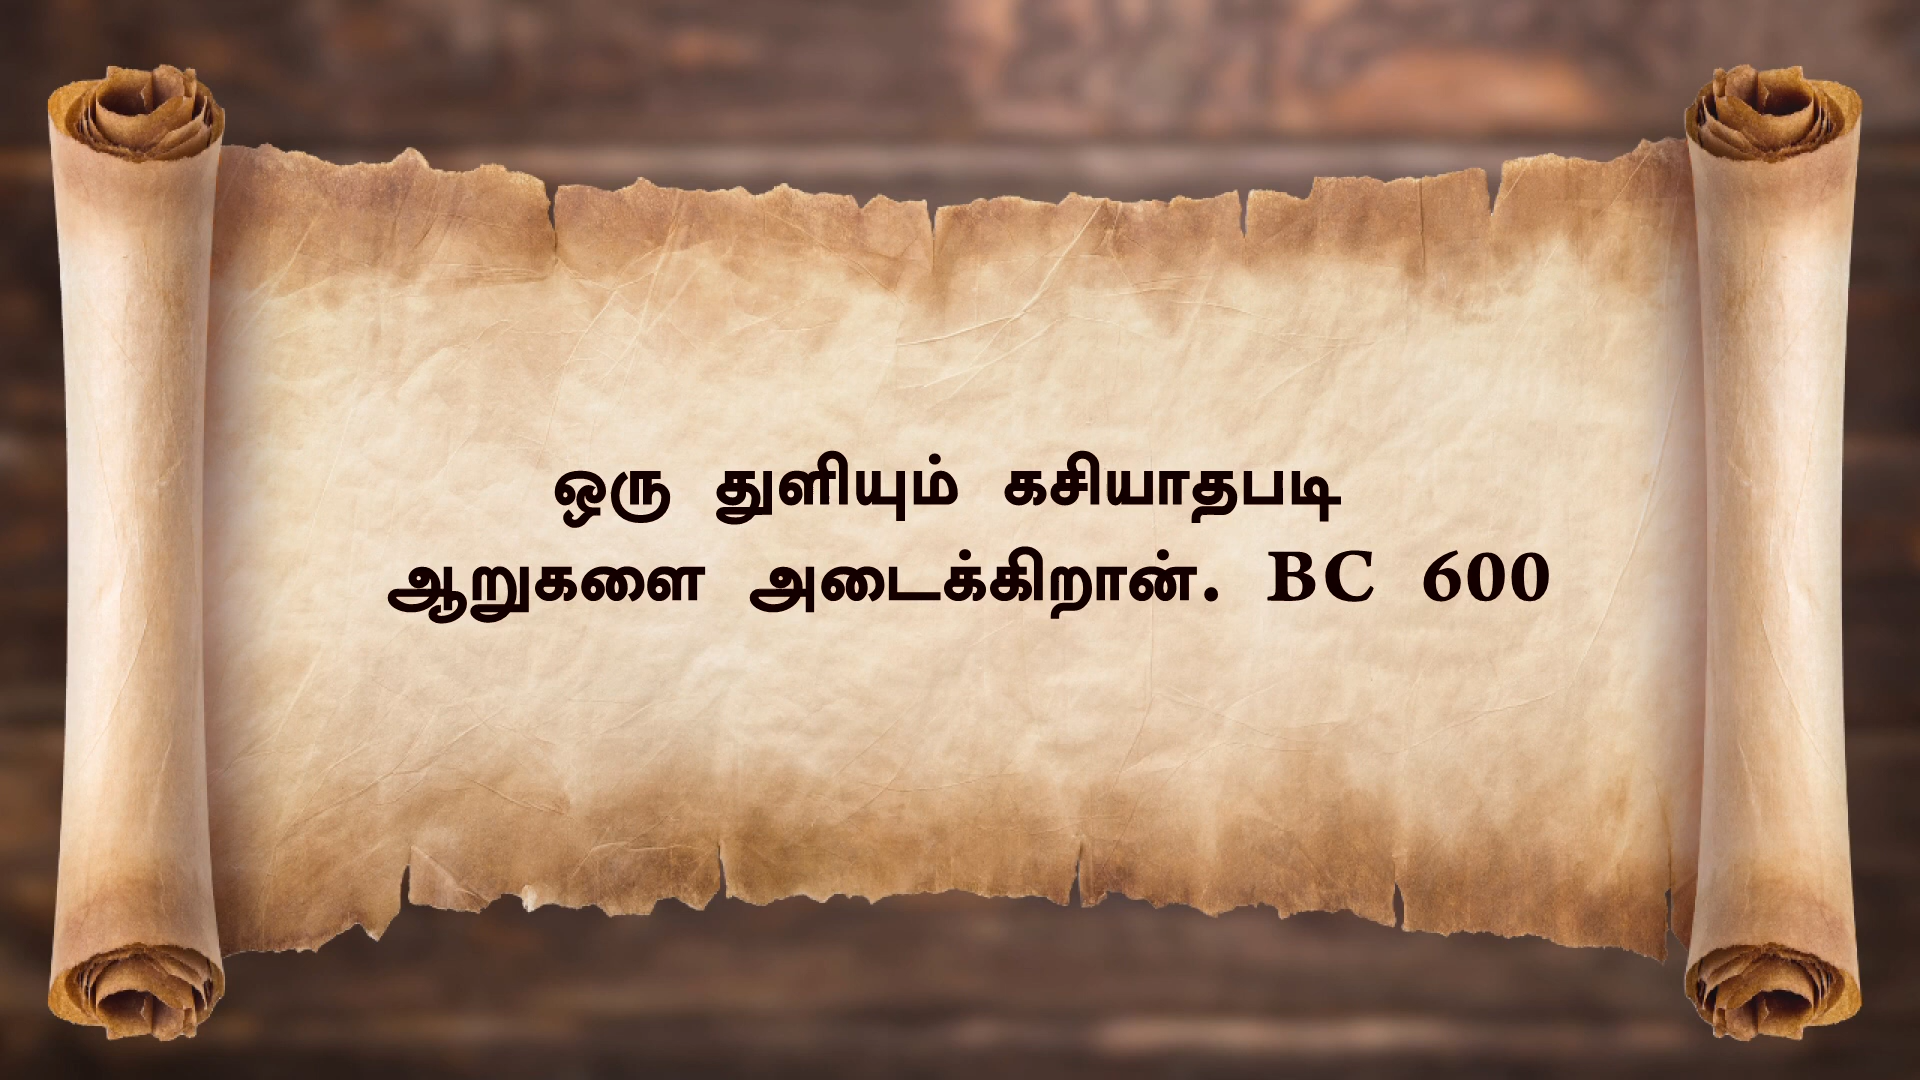 ஒரு துளியும் கசியாதபடி
ஆறுகளை அடைக்கிறான். BC 600